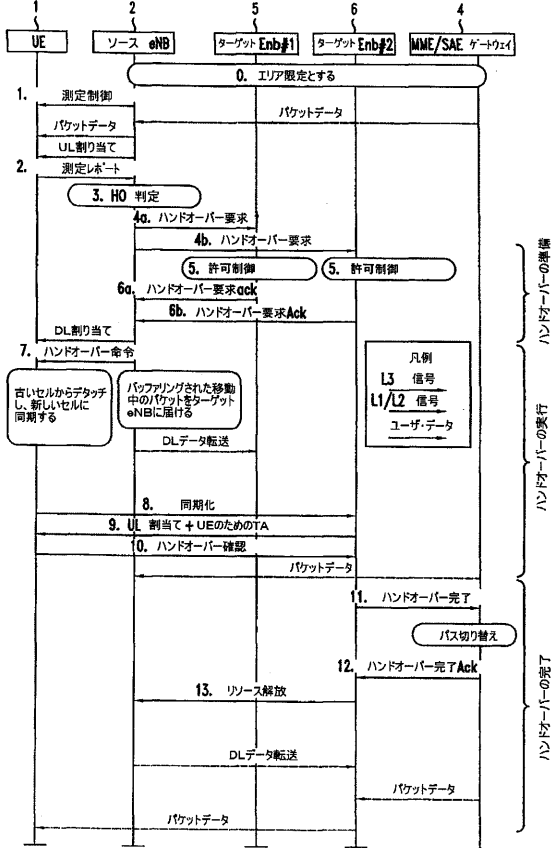 1 2 5 6 4
UE ソース eNB ターゲット Enb#1 ターゲット Enb#2 MME/SAE ゲートウェイ
0. エリア限定とする
1. 測定制御
パケットデータ
パケットデータ
UL割り当て
2. 測定レポート
3. HO 判定
4a. ハンドオーバー要求
4b. ハンドオーバー要求
5. 許可制御 5. 許可制御
6a. ハンドオーバー要求ack
6b. ハンドオーバー要求Ack
DL割り当て
ハンドオーバーの準備
7. ハンドオーバー命令
古いセルからデタッチ
し、新しいセルに
同期する
バッファリングされた移動
中のパケットをターゲット
eNBに届ける
凡例
L3 信号
L1/L2 信号
ユーザ・データ
DLデータ転送
8. 同期化
9. UL 割当て + UEのためのTA
10. ハンドオーバー確認
ハンドオーバーの実行
パケットデータ
11. ハンドオーバー完了
パス切り替え
12. ハンドオーバー完了Ack
13. リソース解放
DLデータ転送
パケットデータ
パケットデータ
ハンドオーバーの完了